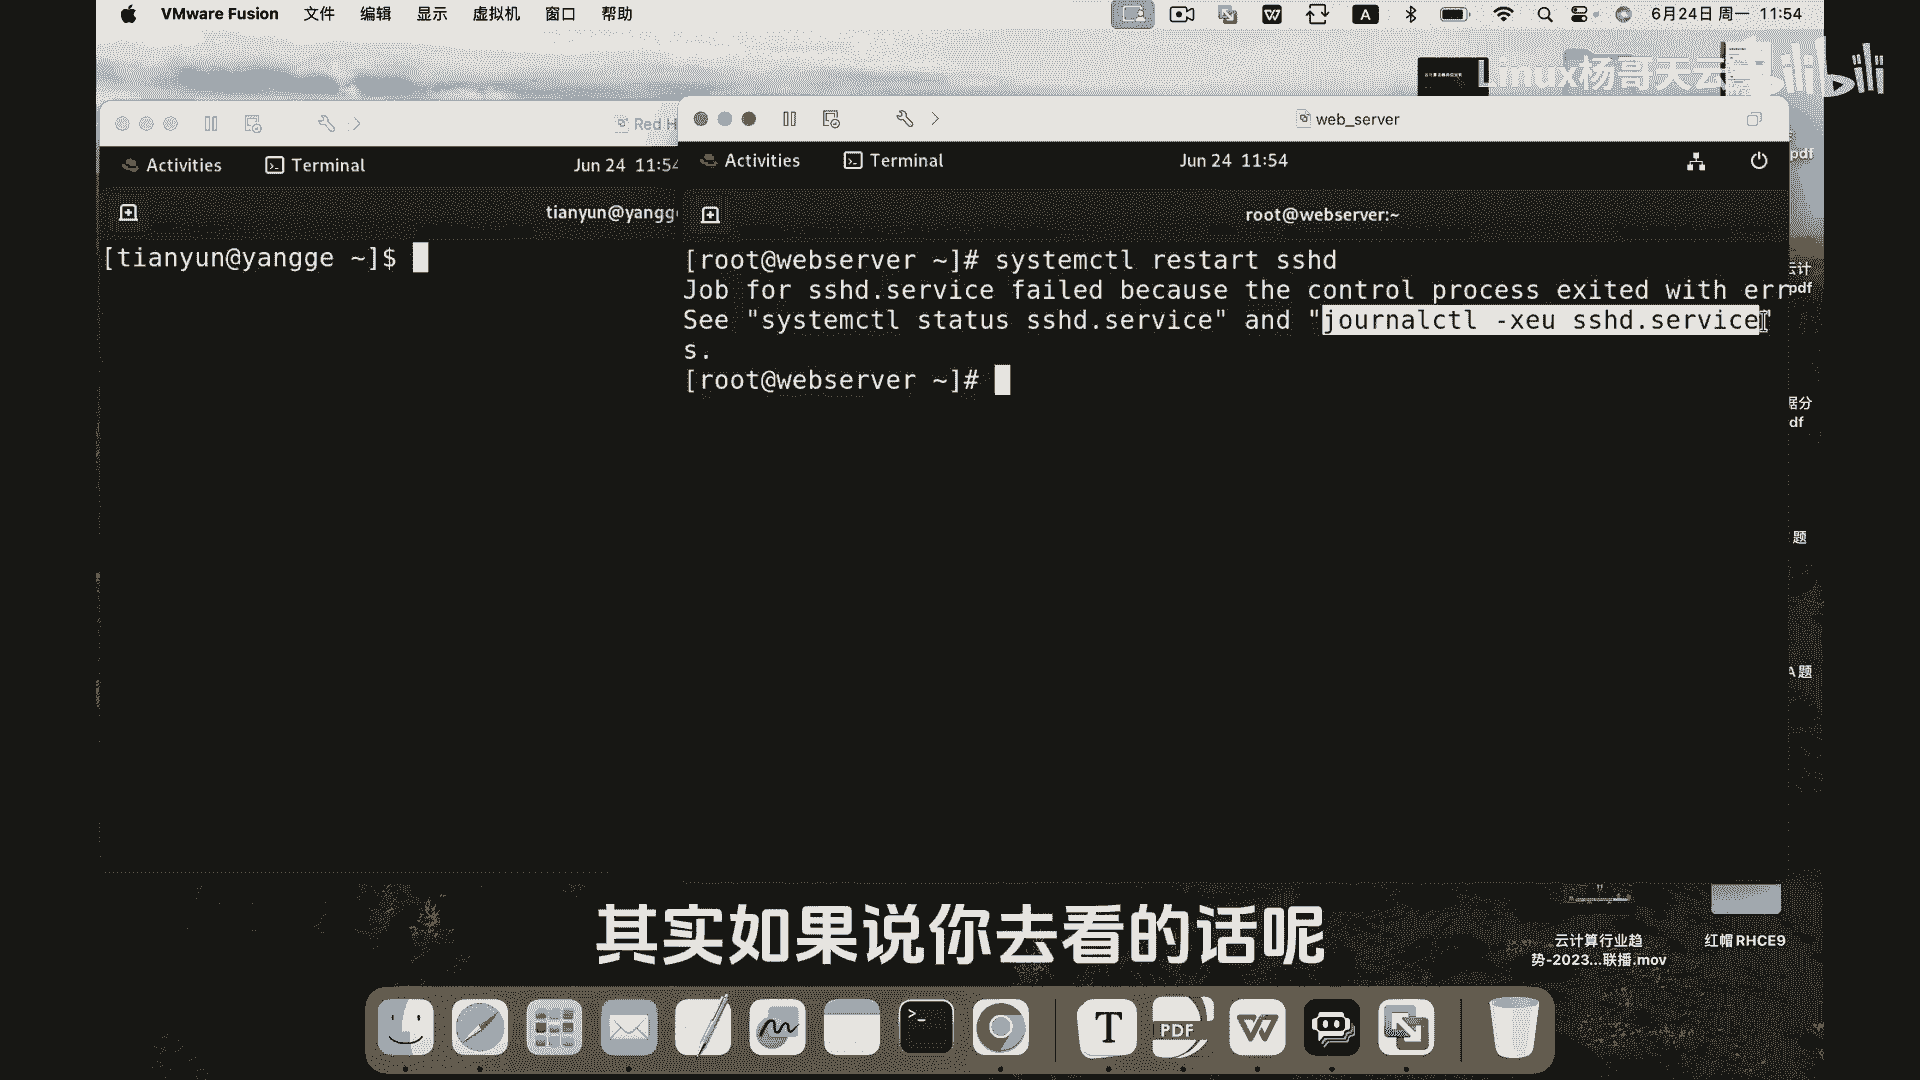 VMware Fusion 文件 编辑 显示 虚拟机 窗口 帮助
A
6月24日 周一 11:54
Linux杨哥天云
bilibili
Red H
web_server
Activities Terminal Jun 24 11:54
Activities Terminal Jun 24 11:54
tianyun@yangg
root@webserver:~
[tianyun@yangge ~]$
[root@webserver ~]# systemctl restart sshd
Job for sshd.service failed because the control process exited with err
See "systemctl status sshd.service" and "journalctl -xeu sshd.service"
s.
[root@webserver ~]#
pdf
云计
pdf
据分
df
题
A 题
其实如果说你去看的话呢
云计算行业趋
势-2023...联播.mov
红帽RHCE9
T
PDF
W